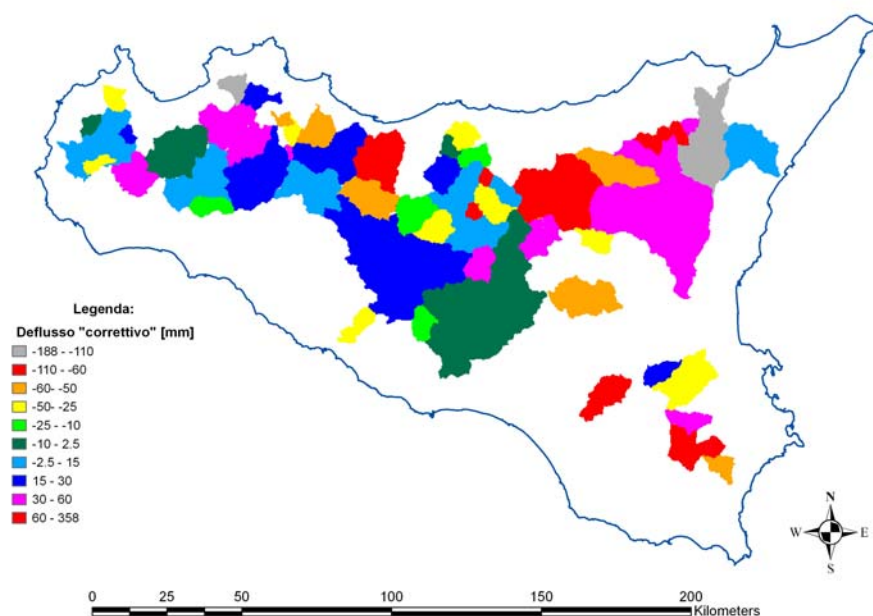 Legenda:
Deflusso "correttivo" [mm]
-188 - -110
-110 - -60
-60- -50
-50 - -25
-25 - -10
-10 - 2.5
-2.5 - 15
15 - 30
30 - 60
60 - 358
N
W E
S
0 25 50 100 150 200
Kilometers